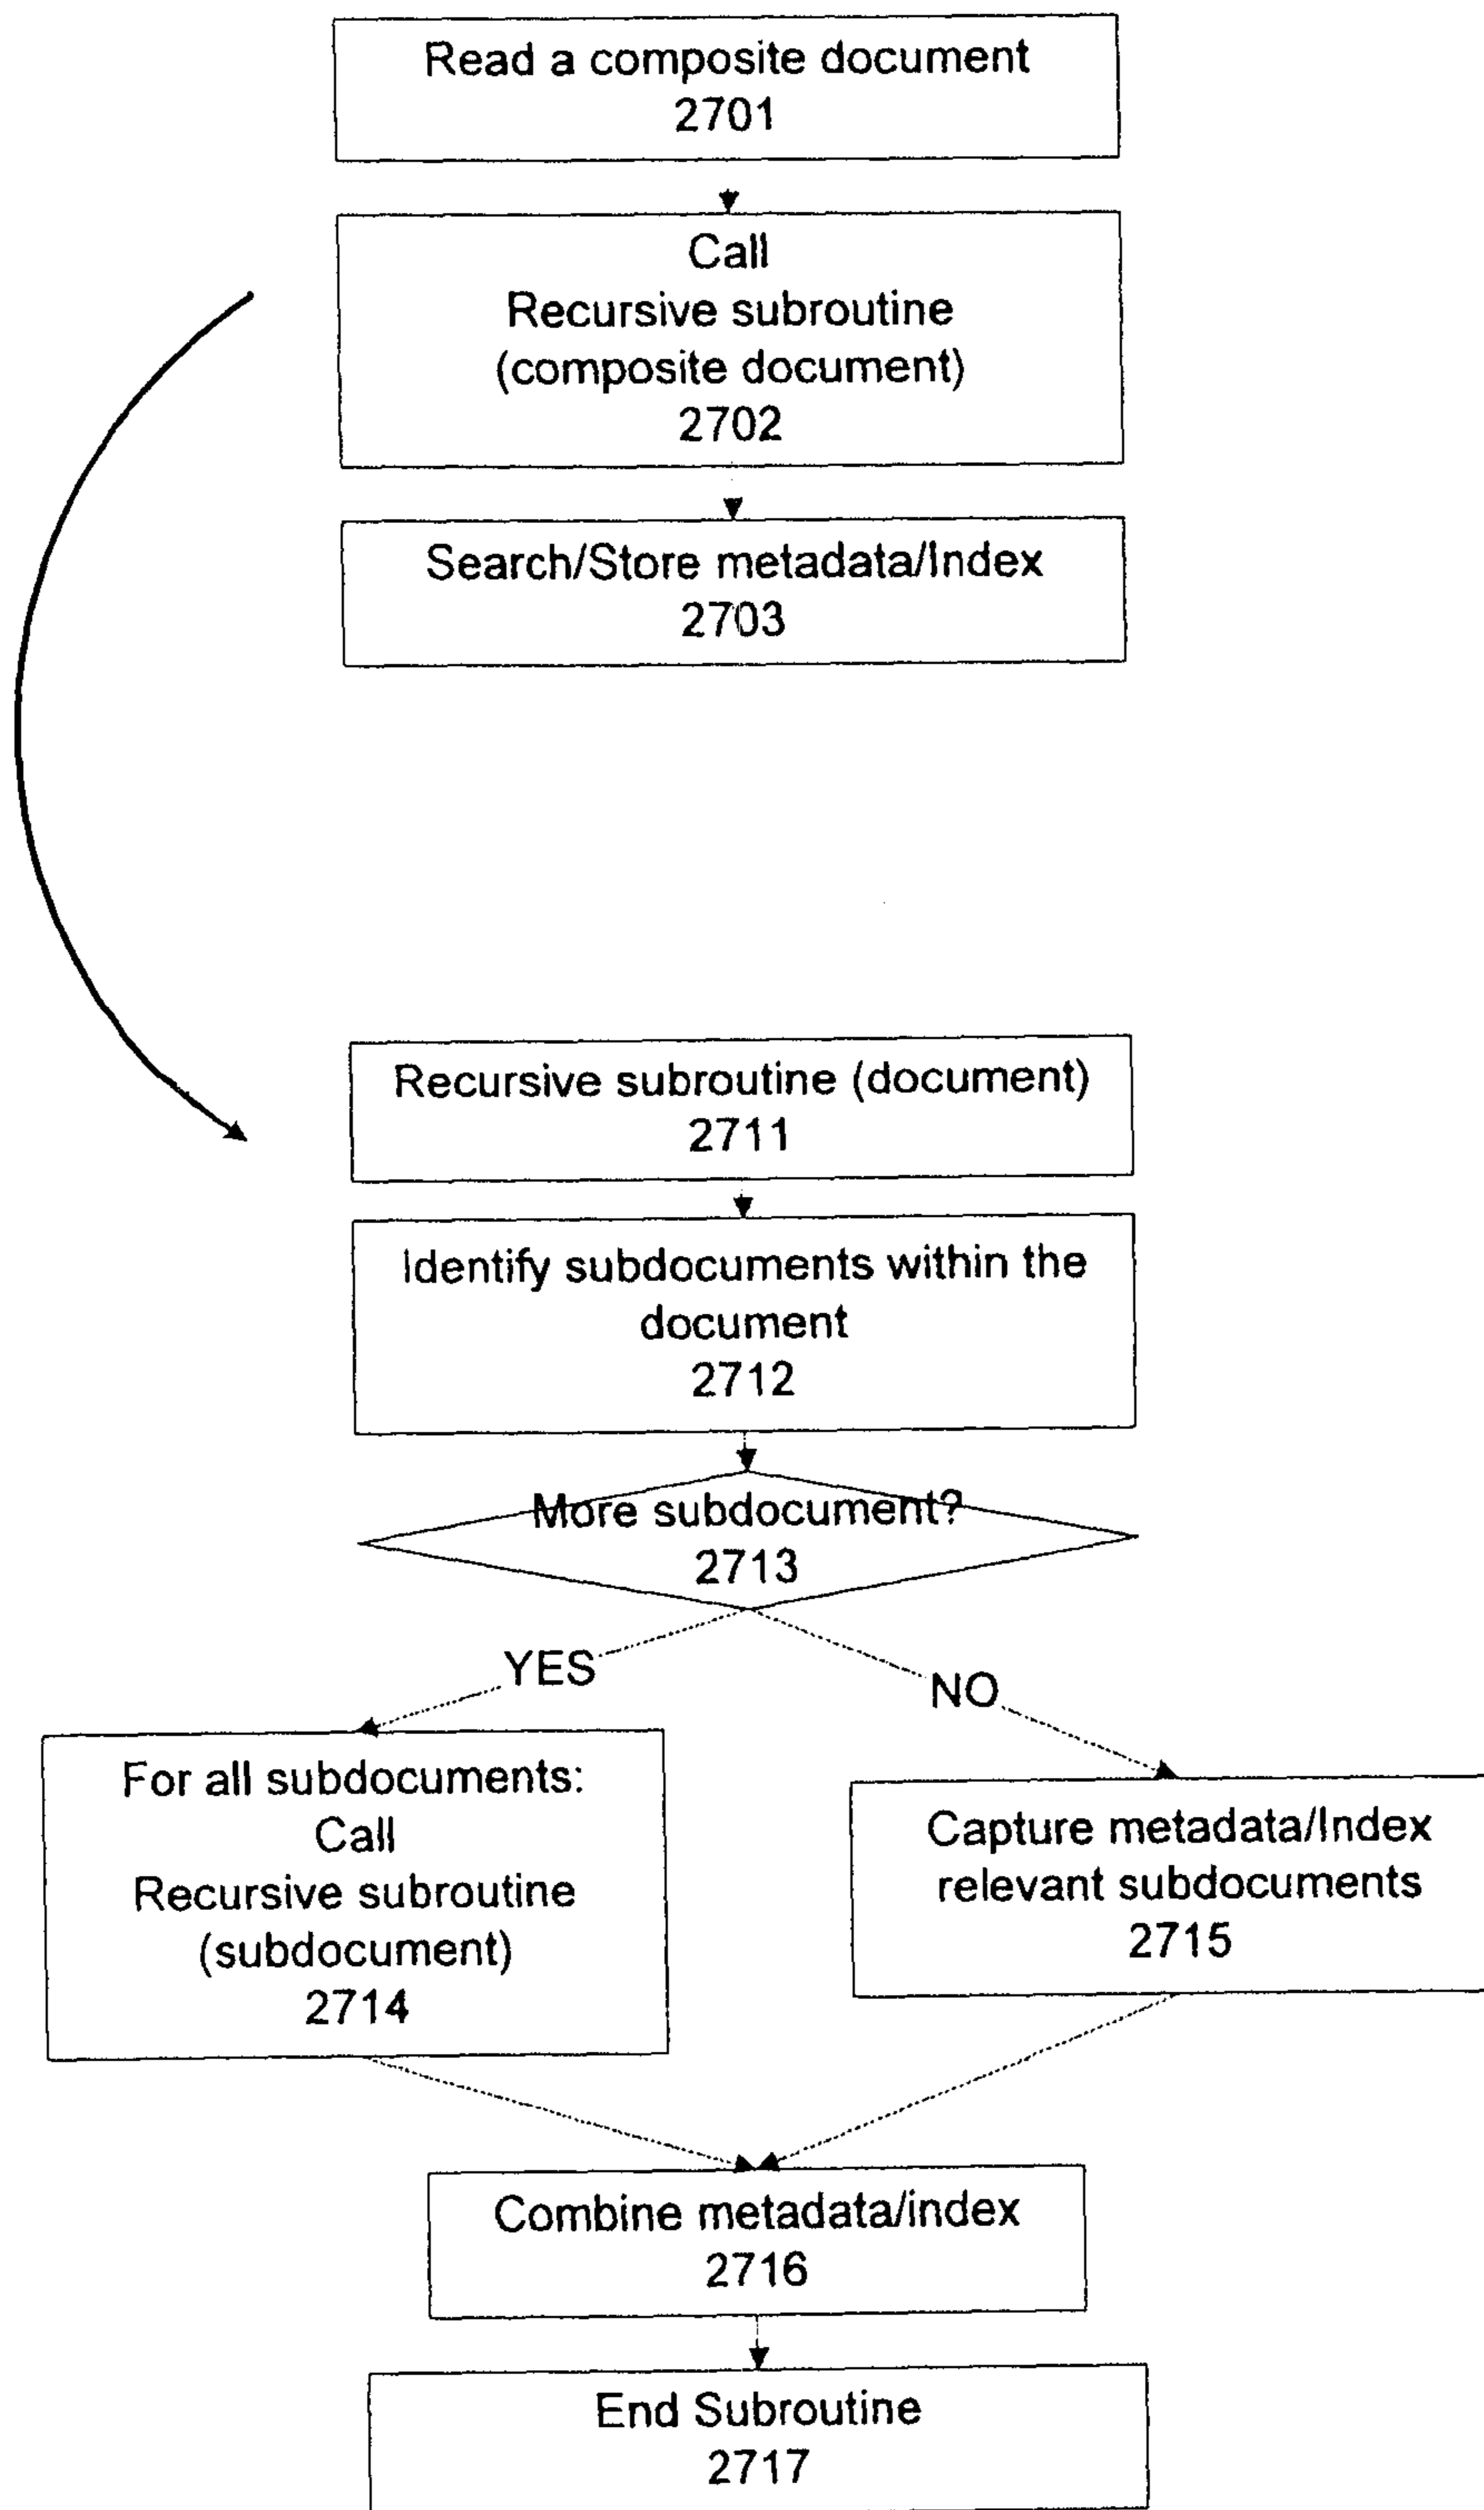 Read a composite document
2701
Call
Recursive subroutine
(composite document)
2702
Search/Store metadata/Index
2703
Recursive subroutine (document)
2711
Identify subdocuments within the
document
2712
More subdocument?
2713
YES
NO
For all subdocuments:
Call
Recursive subroutine
(subdocument)
2714
Capture metadata/Index
relevant subdocuments
2715
Combine metadata/index
2716
End Subroutine
2717